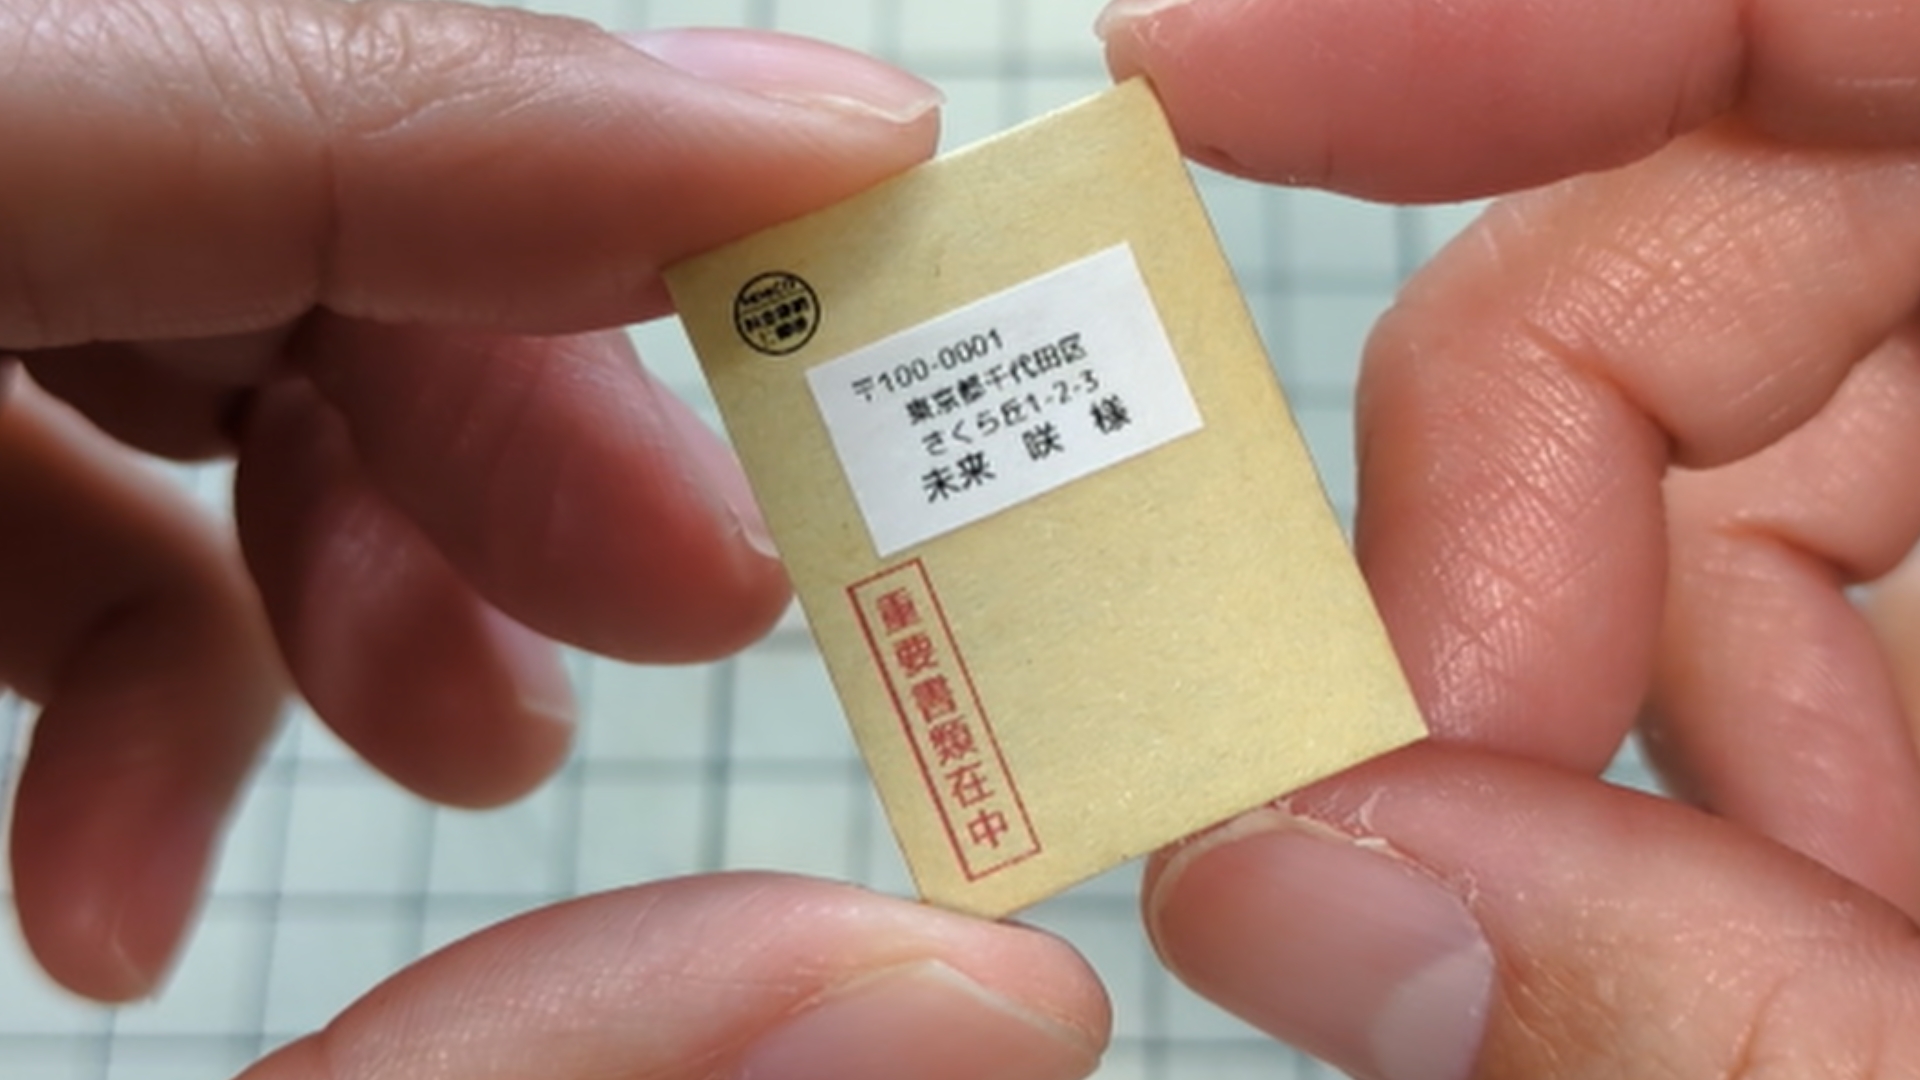 〒100-0001
東京都千代田区
さくら丘1-2-3
未来 咲 様
重要書類在中